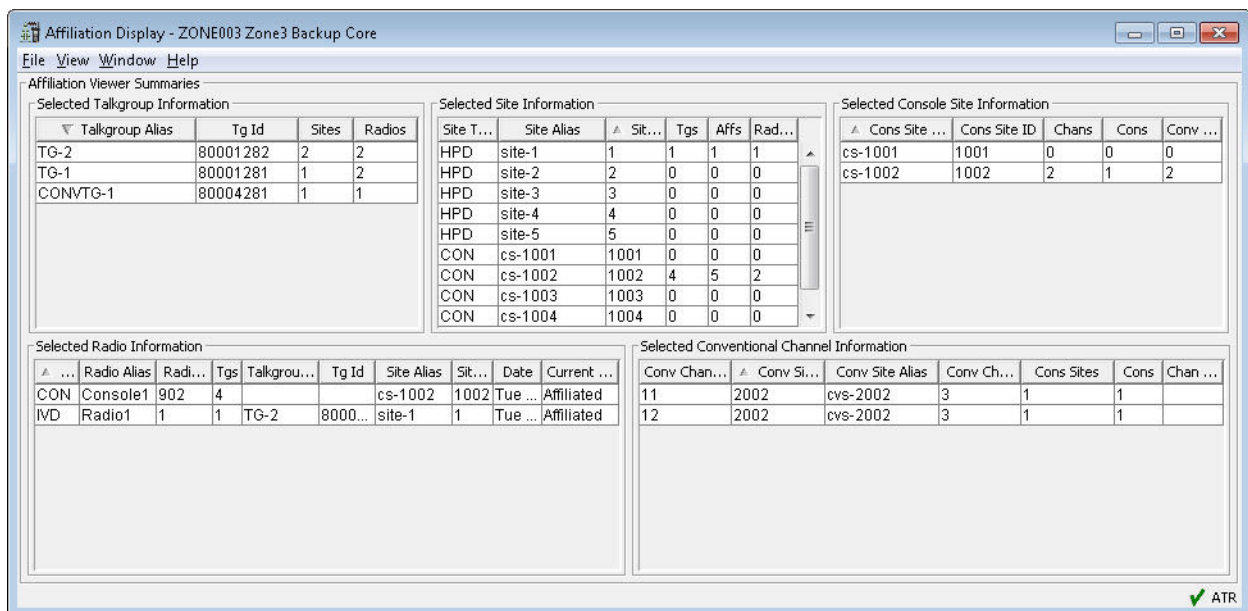 Affiliation Display - ZONE003 Zone3 Backup Core
File View Window Help
Affiliation Viewer Summaries
Selected Talkgroup Information
Talkgroup Alias Tg Id Sites Radios
TG-2 80001282 2 2
TG-1 80001281 1 2
CONVTG-1 80004281 1 1
Selected Site Information
Site T... Site Alias Sit... Tgs Affs Rad...
HPD site-1 1 1 1 1
HPD site-2 2 0 0 0
HPD site-3 3 0 0 0
HPD site-4 4 0 0 0
HPD site-5 5 0 0 0
CON cs-1001 1001 0 0 0
CON cs-1002 1002 4 5 2
CON cs-1003 1003 0 0 0
CON cs-1004 1004 0 0 0
Selected Console Site Information
Cons Site ... Cons Site ID Chans Cons Conv ...
cs-1001 1001 0 0 0
cs-1002 1002 2 1 2
Selected Radio Information
... Radio Alias Radi... Tgs Talkgrou... Tg Id Site Alias Sit... Date Current ...
CON Console1 902 4 cs-1002 1002 Tue ... Affiliated
IVD Radio1 1 1 TG-2 8000... site-1 1 Tue ... Affiliated
Selected Conventional Channel Information
Conv Chan... Conv Si... Conv Site Alias Conv Ch... Cons Sites Cons Chan ...
11 2002 cvs-2002 3 1 1
12 2002 cvs-2002 3 1 1
ATR